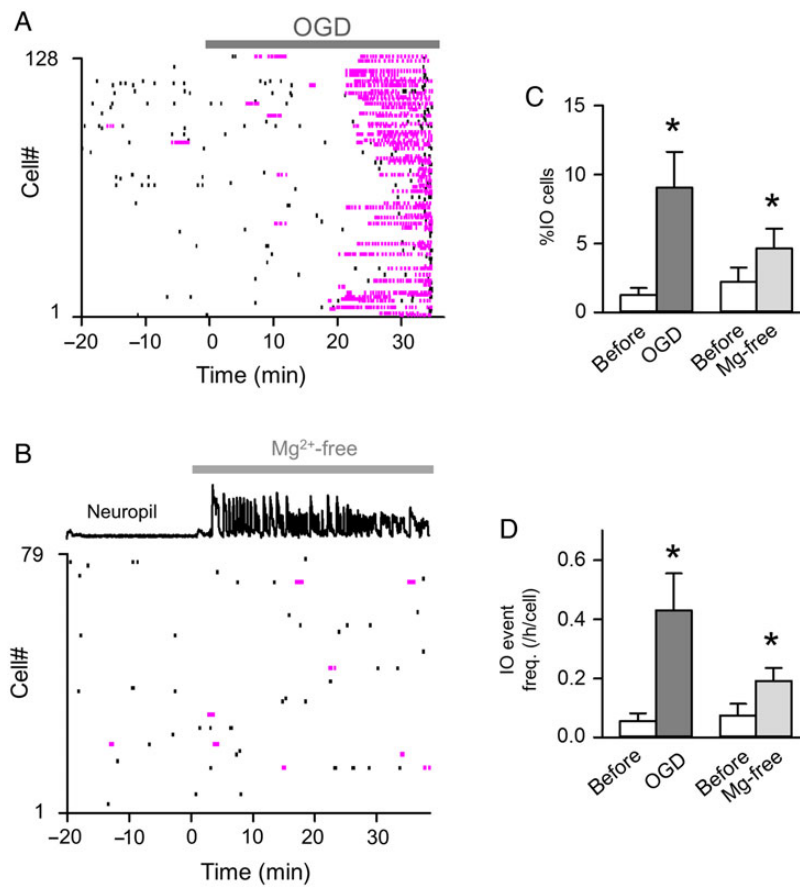 A
OGD
128
Cell#
1
−20 −10 0 10 20 30
Time (min)
B
Mg2+-free
Neuropil
79
Cell#
1
−20 −10 0 10 20 30
Time (min)
C
15
10
5
0
%IO cells
*
*
Before
OGD
Before
Mg-free
D
0.6
0.4
0.2
0.0
IO event
freq. (/h/cell)
*
*
Before
OGD
Before
Mg-free